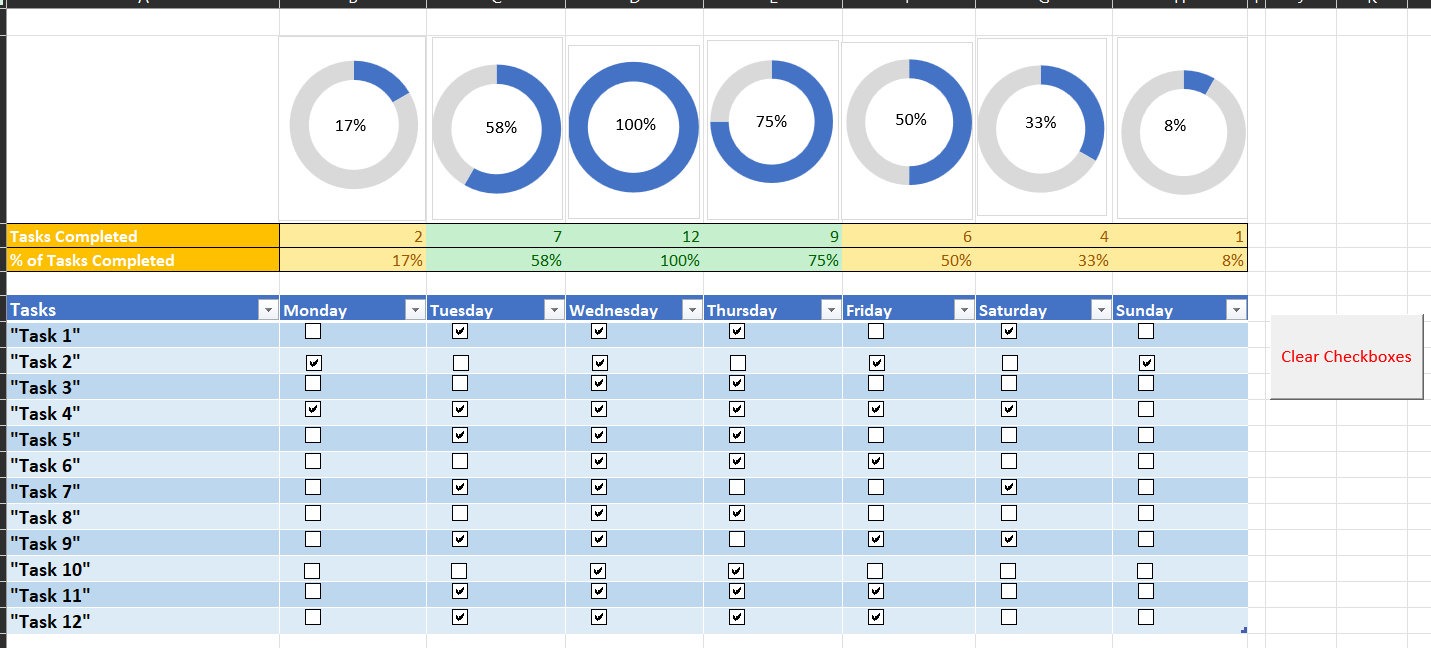 17% 58% 100% 75% 50% 33% 8%
Tasks Completed 2 7 12 9 6 4 1
% of Tasks Completed 17% 58% 100% 75% 50% 33% 8%
Tasks Monday Tuesday Wednesday Thursday Friday Saturday Sunday
"Task 1"
Clear Checkboxes
"Task 2"
"Task 3"
"Task 4"
"Task 5"
"Task 6"
"Task 7"
"Task 8"
"Task 9"
"Task 10"
"Task 11"
"Task 12"